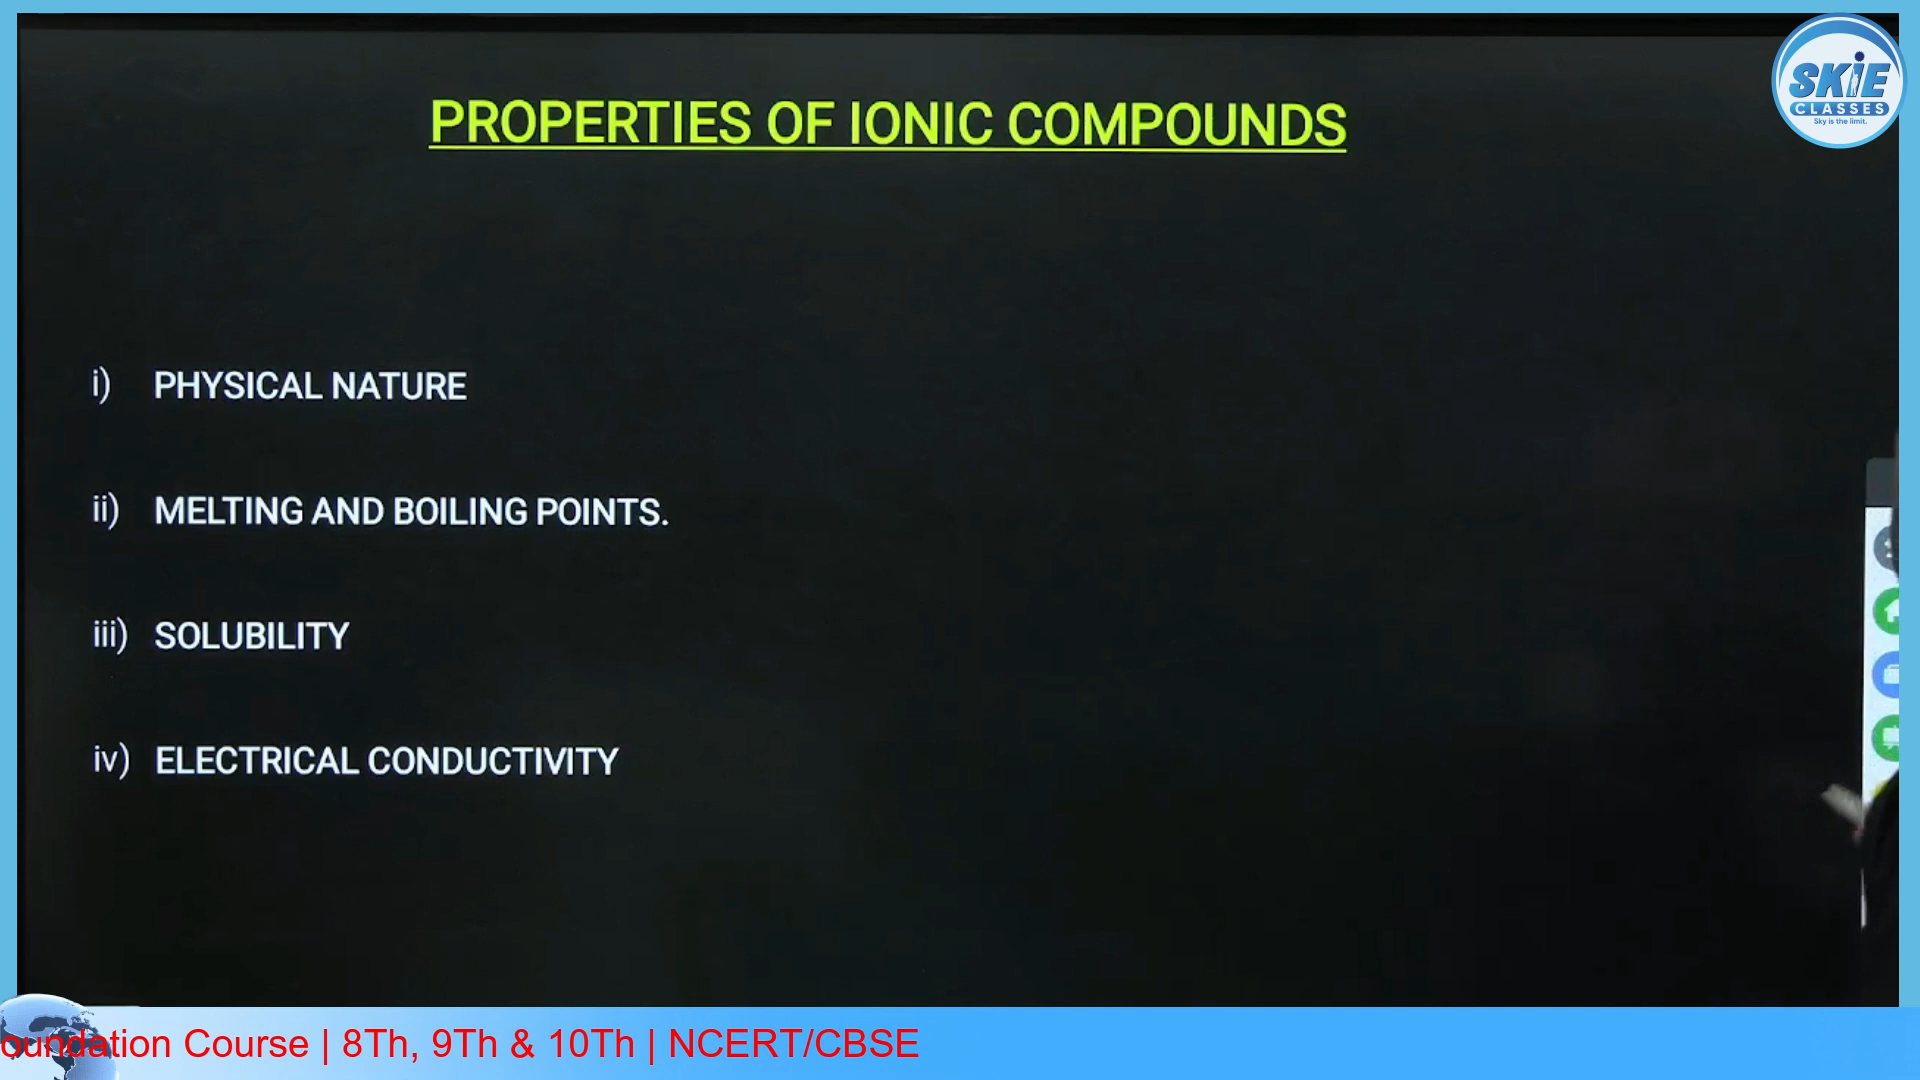 SKiE
CLASSES
Sky is the limit.
PROPERTIES OF IONIC COMPOUNDS
i) PHYSICAL NATURE
ii) MELTING AND BOILING POINTS.
iii) SOLUBILITY
iv) ELECTRICAL CONDUCTIVITY
oundation Course | 8Th, 9Th & 10Th | NCERT/CBSE